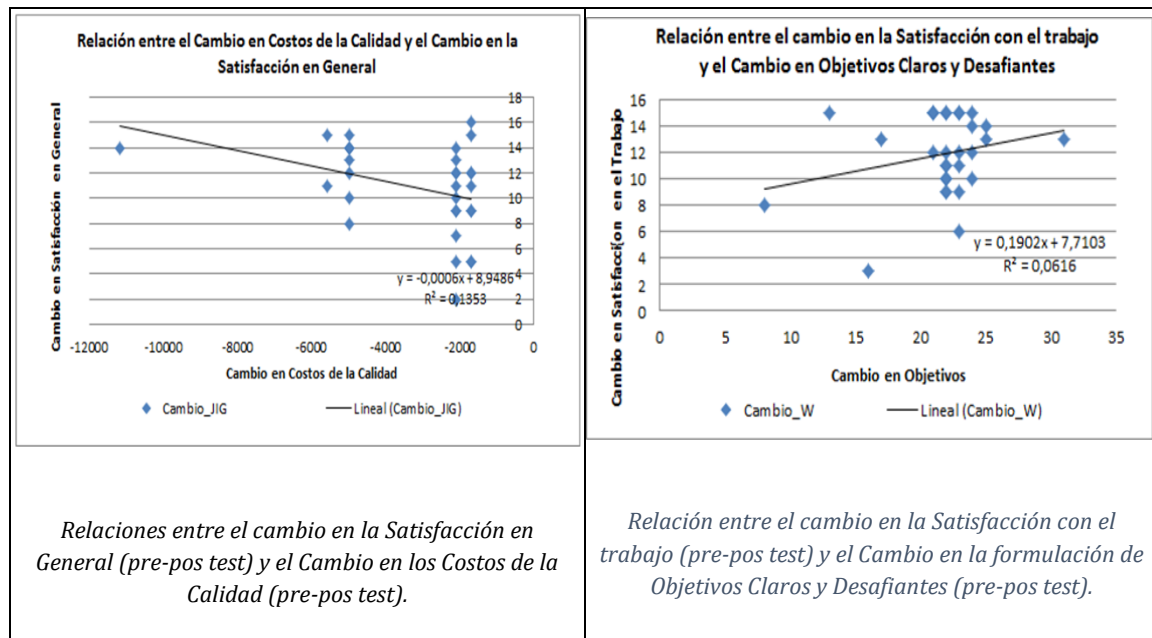 Relación entre el Cambio en Costos de la Calidad y el Cambio en la
Satisfacción en General
Cambio en Satisfacción en General
18
16
14
12
10
8
6
4
2
0
y = -0,0006x + 8,9486
R² = 0,1353
-12000 -10000 -8000 -6000 -4000 -2000 0
Cambio en Costos de la Calidad
Cambio_JIG Lineal (Cambio_JIG)
Relaciones entre el cambio en la Satisfacción en
General (pre-pos test) y el Cambio en los Costos de la
Calidad (pre-pos test).
Relación entre el cambio en la Satisfacción con el trabajo
y el Cambio en Objetivos Claros y Desafiantes
Cambio en Satisfacci{on en el Trabajo
16
14
12
10
8
6
4
2
0
y = 0,1902x + 7,7103
R² = 0,0616
0 5 10 15 20 25 30 35
Cambio en Objetivos
Cambio_W Lineal (Cambio_W)
Relación entre el cambio en la Satisfacción con el
trabajo (pre-pos test) y el Cambio en la formulación de
Objetivos Claros y Desafiantes (pre-pos test).